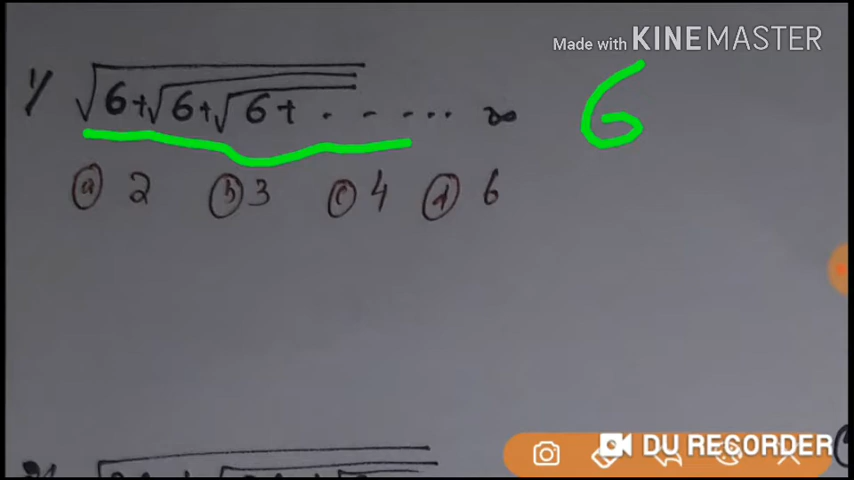 Made with KINEMASTER
1) √6+√6+√6+ . - - ... ∞ 6
(a) 2 (b) 3 (c) 4 (d) 6
DU RECORDER